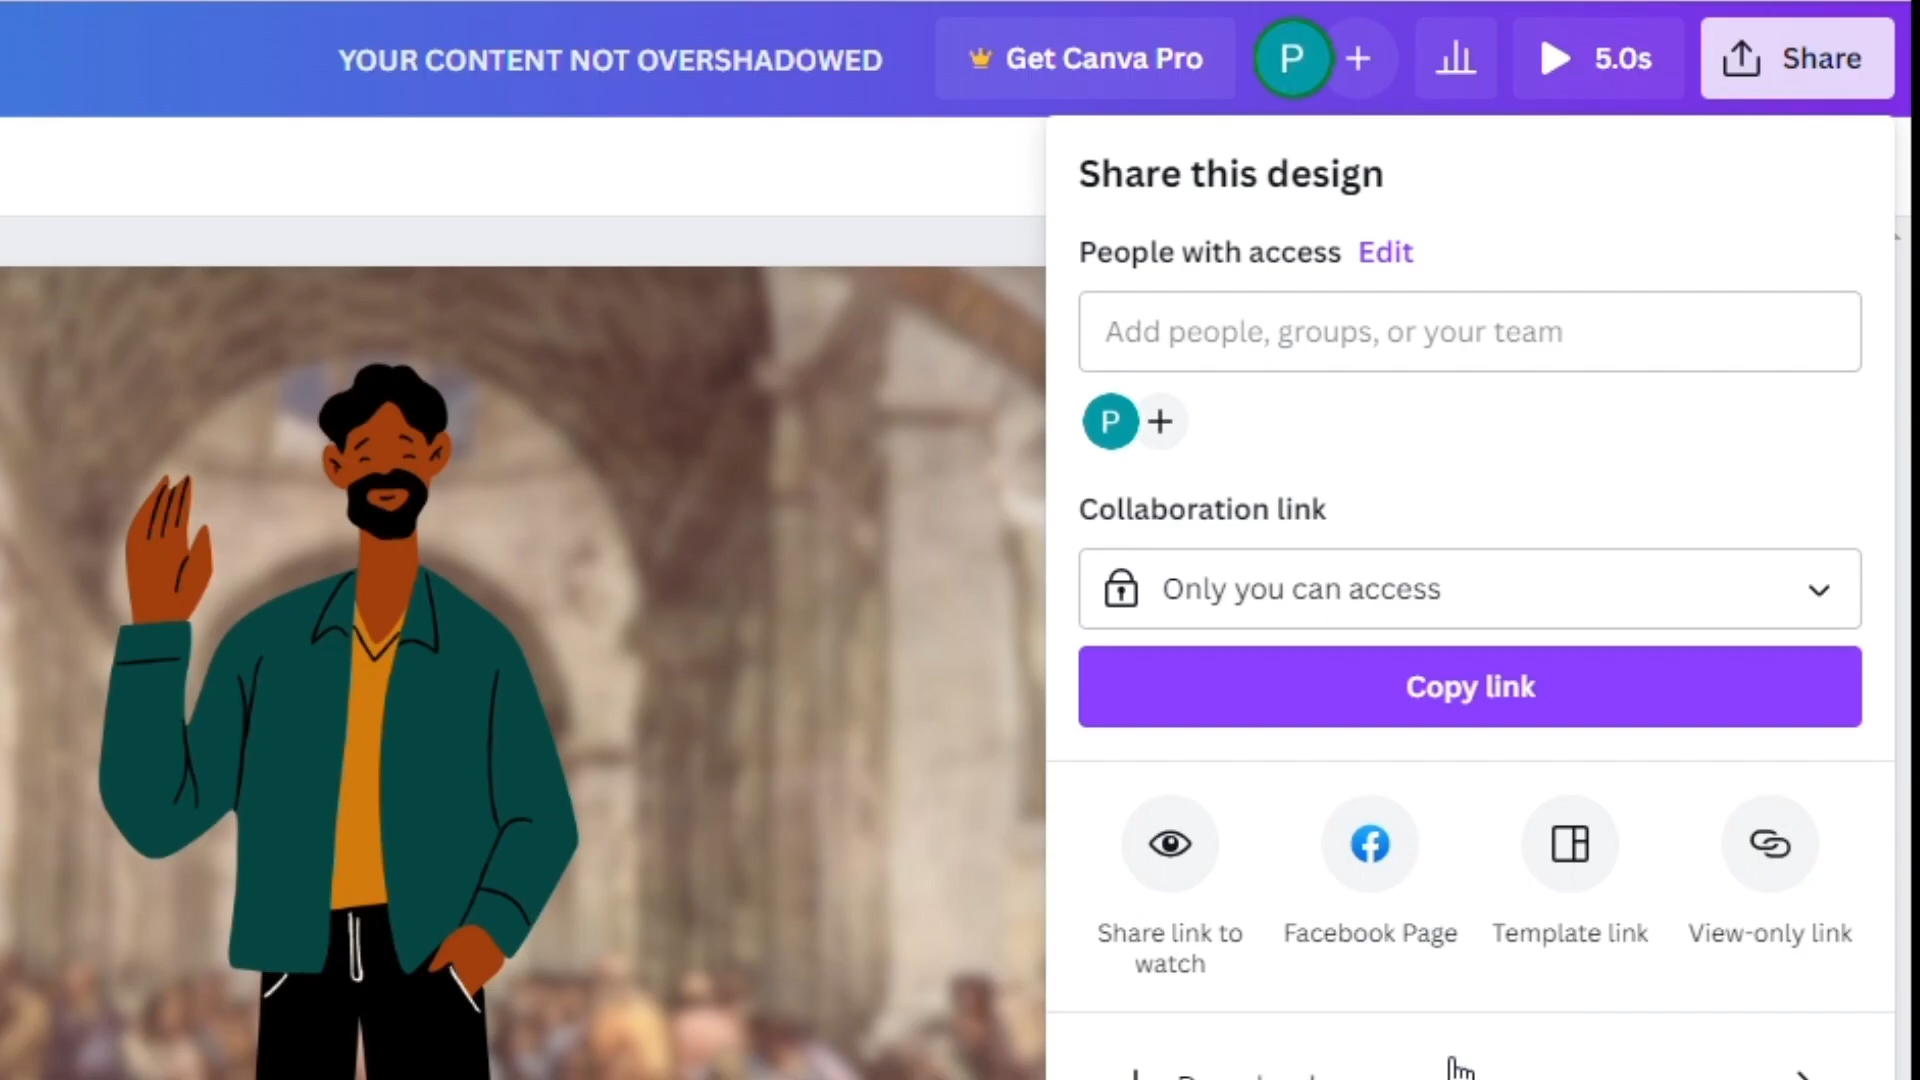 YOUR CONTENT NOT OVERSHADOWED
Get Canva Pro
P
5.0s
Share
Share this design
People with access Edit
Add people, groups, or your team
P
Collaboration link
Only you can access
Copy link
Share link to
watch
Facebook Page
Template link
View-only link